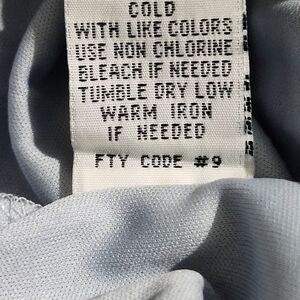 COLD
WITH LIKE COLORS
USE NON CHLORINE
BLEACH IF NEEDED
TUMBLE DRY LOW
WARM IRON
IF NEEDED
FTY CODE #9